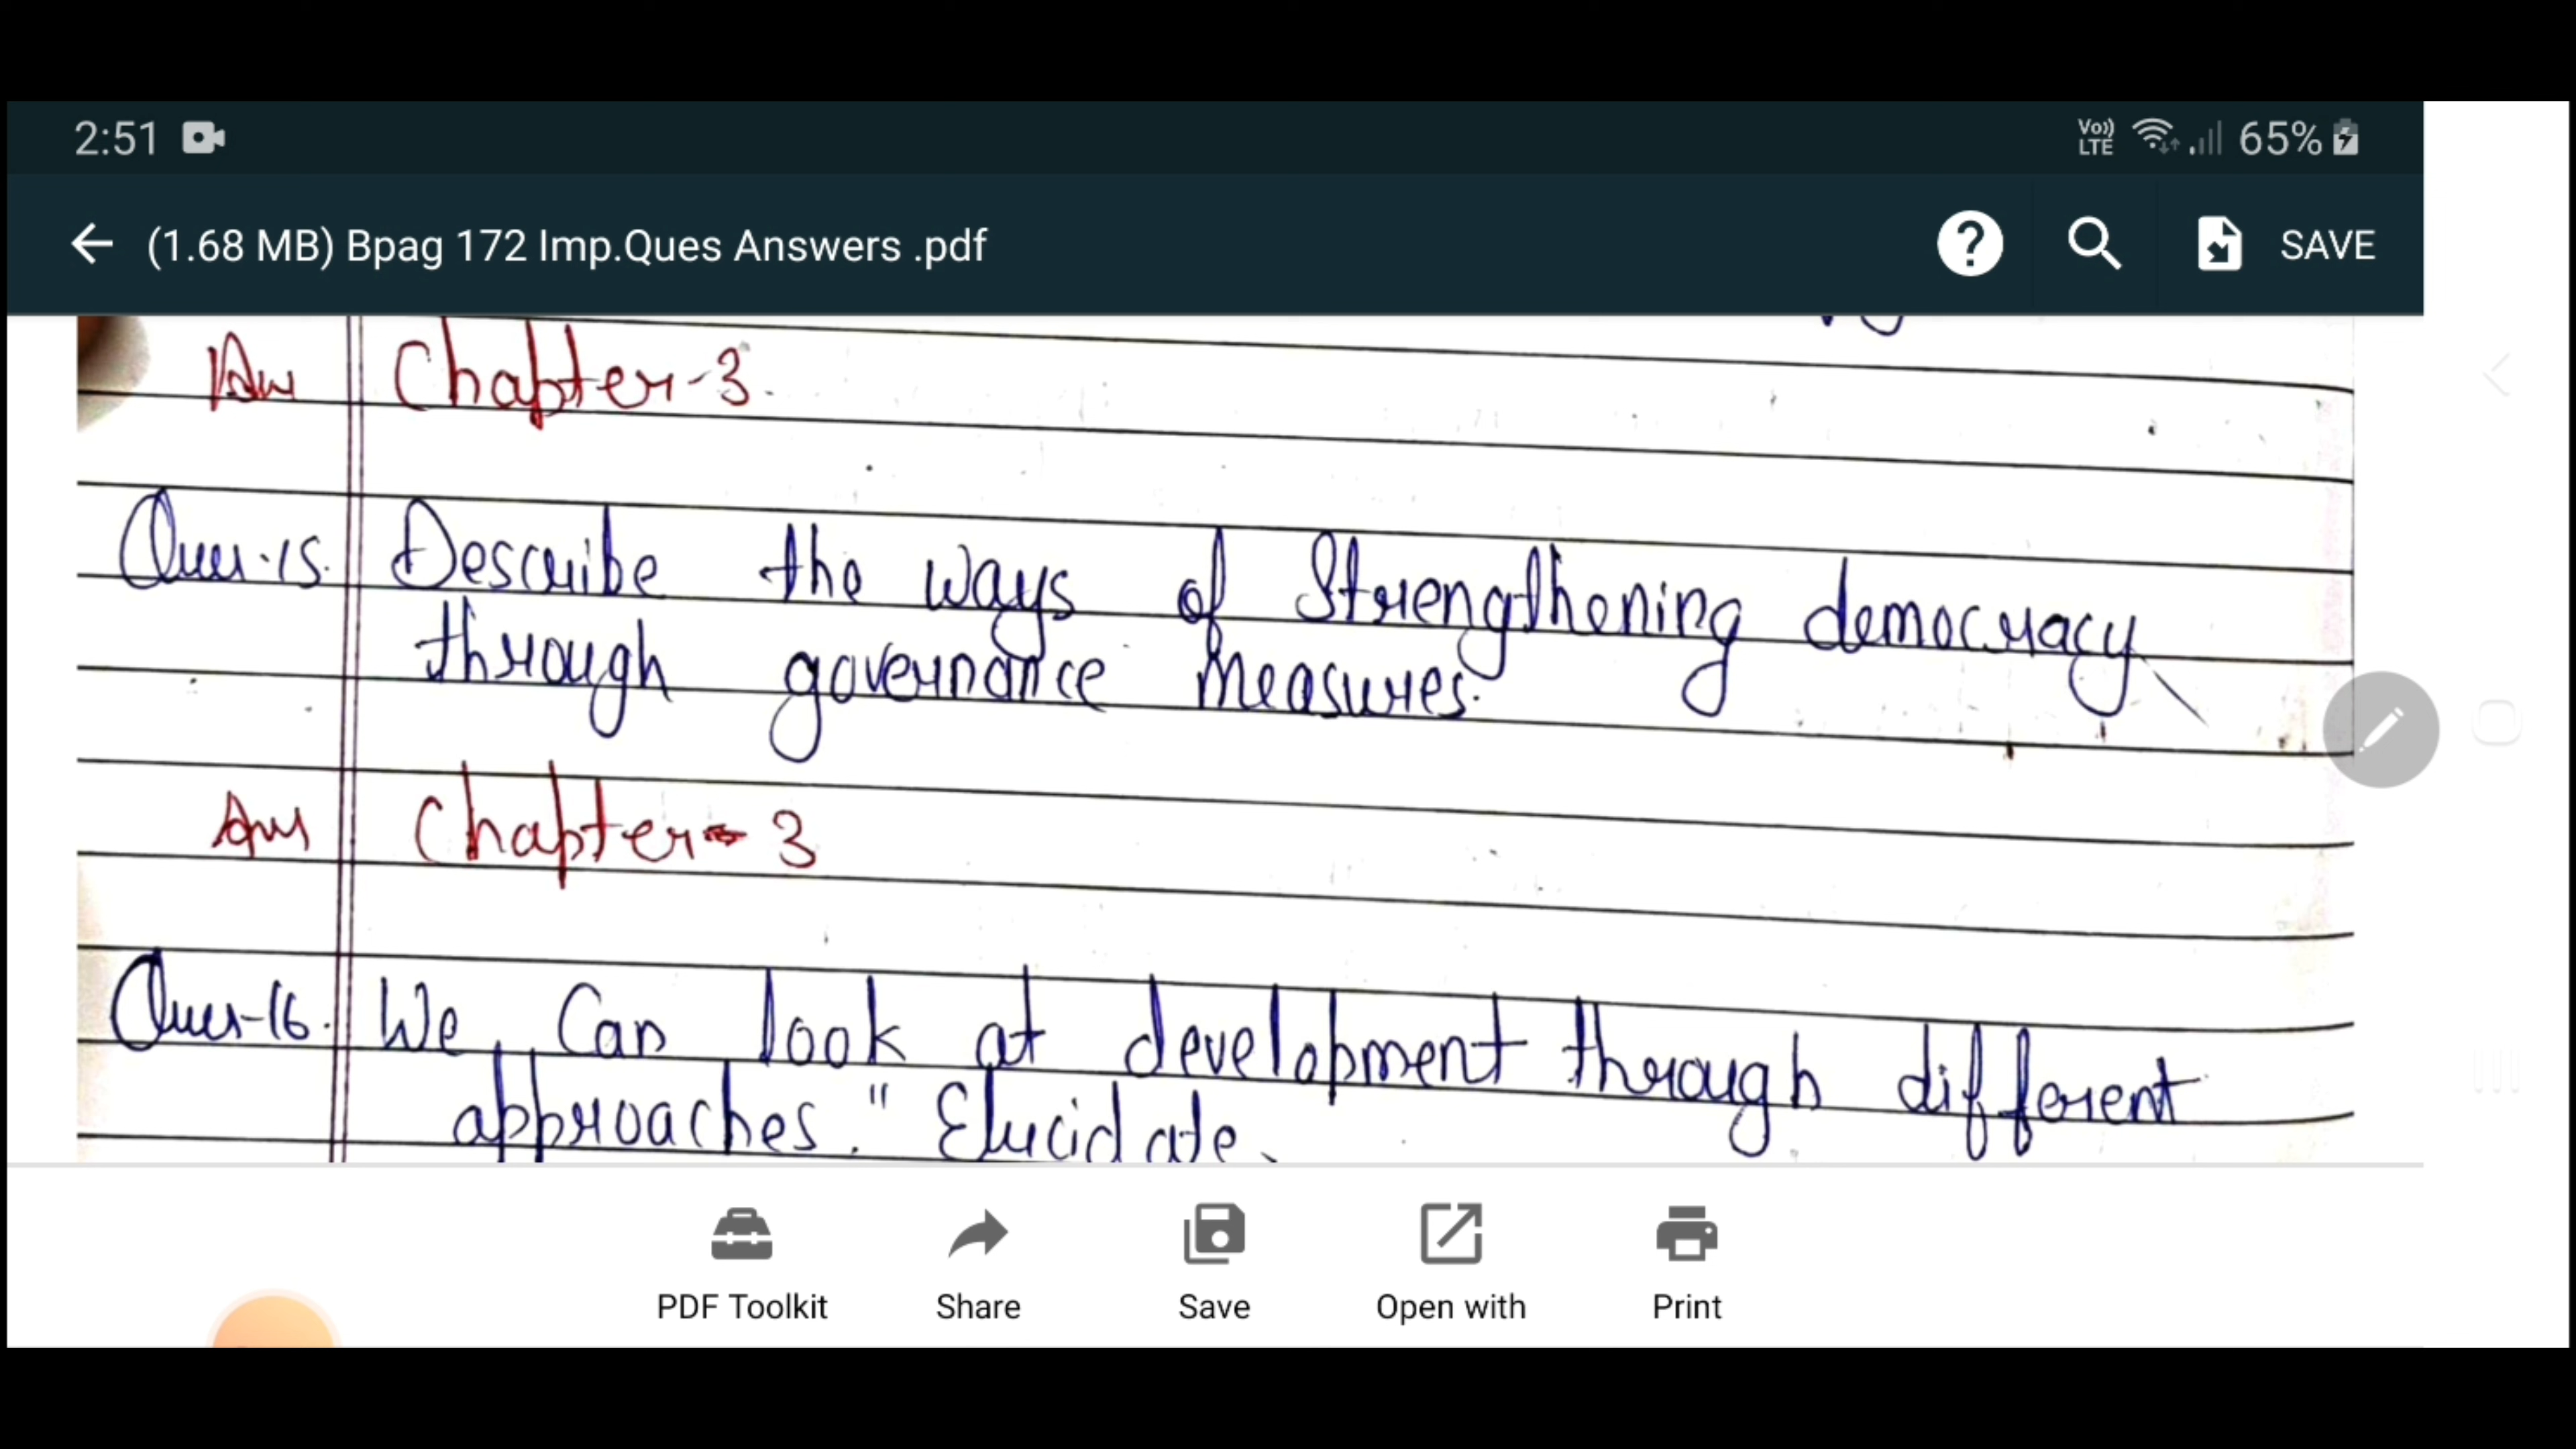 2:51
Vo)) LTE 65%
(1.68 MB) Bpag 172 Imp.Ques Answers .pdf
SAVE
Ans Chapter-3.
Ques.15. Describe the ways of Strengthening democracy
through governance measures.
Ans Chapter-3
Ques-16. We Can look at development through different
approaches." Elucidate.
PDF Toolkit Share Save Open with Print